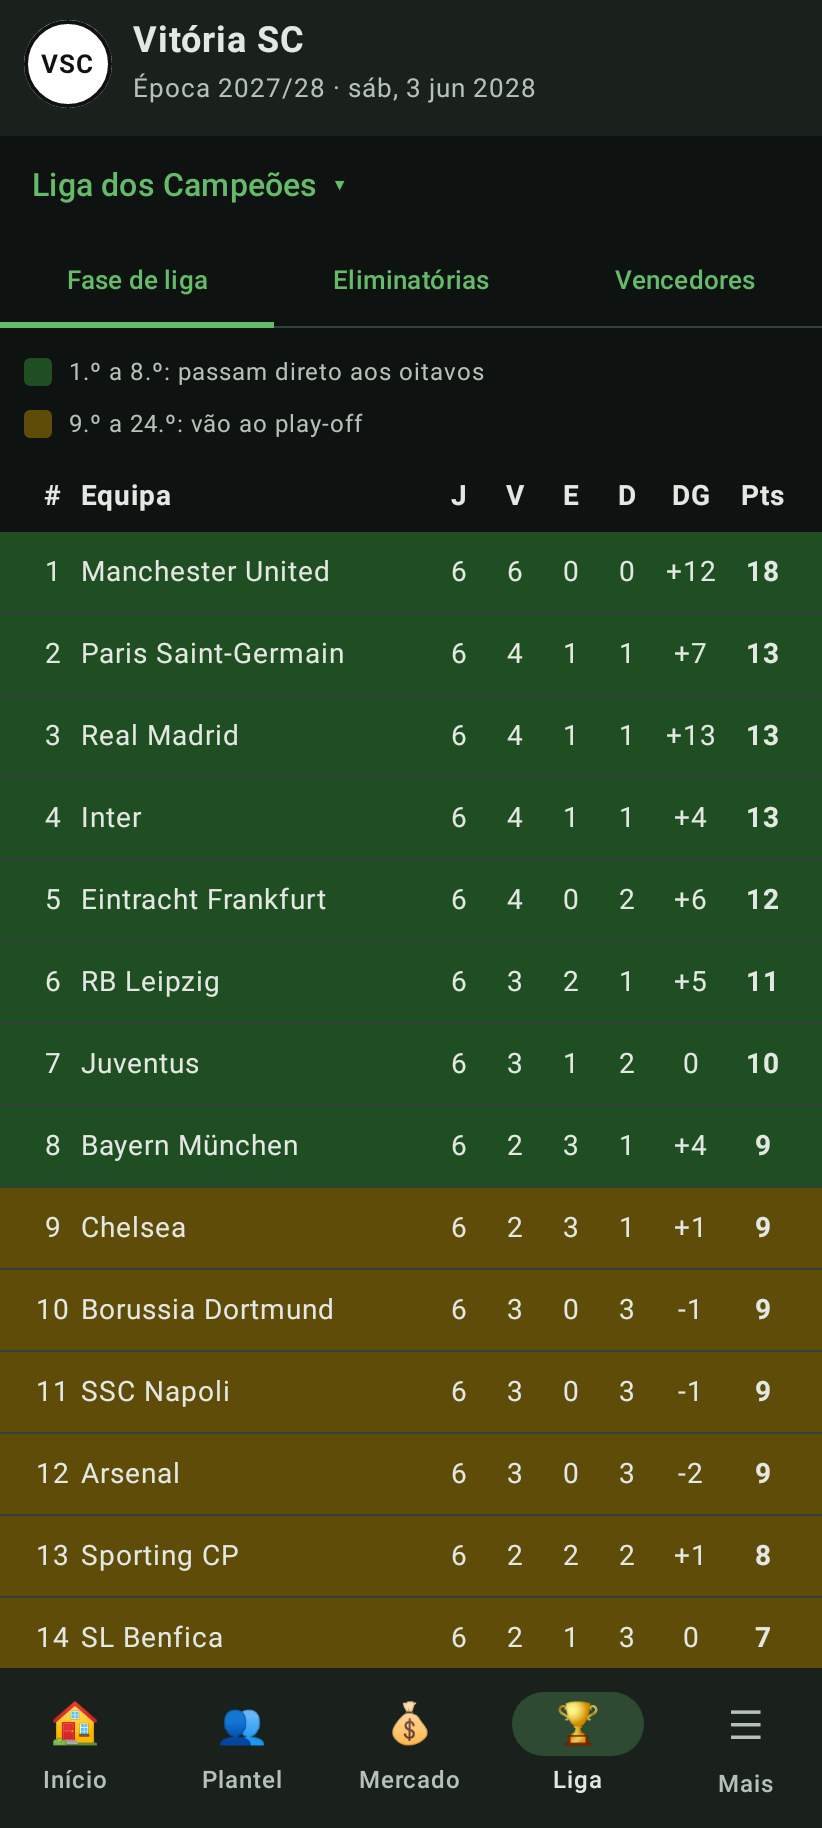 VSC
Vitória SC
Época 2027/28 · sáb, 3 jun 2028
Liga dos Campeões ▼
Fase de liga Eliminatórias Vencedores
1.º a 8.º: passam direto aos oitavos
9.º a 24.º: vão ao play-off
# Equipa J V E D DG Pts
1 Manchester United 6 6 0 0 +12 18
2 Paris Saint-Germain 6 4 1 1 +7 13
3 Real Madrid 6 4 1 1 +13 13
4 Inter 6 4 1 1 +4 13
5 Eintracht Frankfurt 6 4 0 2 +6 12
6 RB Leipzig 6 3 2 1 +5 11
7 Juventus 6 3 1 2 0 10
8 Bayern München 6 2 3 1 +4 9
9 Chelsea 6 2 3 1 +1 9
10 Borussia Dortmund 6 3 0 3 -1 9
11 SSC Napoli 6 3 0 3 -1 9
12 Arsenal 6 3 0 3 -2 9
13 Sporting CP 6 2 2 2 +1 8
14 SL Benfica 6 2 1 3 0 7
Início Plantel Mercado Liga Mais